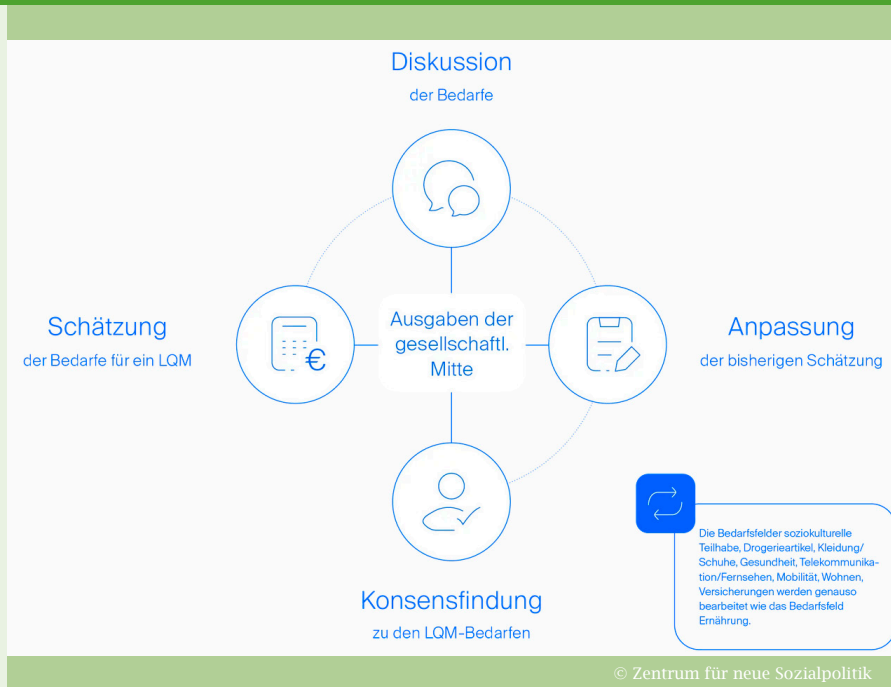 Diskussion
der Bedarfe
Schätzung
der Bedarfe für ein LQM
Ausgaben der
gesellschaftl.
Mitte
Anpassung
der bisherigen Schätzung
€
Konsensfindung
zu den LQM-Bedarfen
Die Bedarfsfelder soziokulturelle
Teilhabe, Drogerieartikel, Kleidung/
Schuhe, Gesundheit, Telekommunika-
tion/Fernsehen, Mobilität, Wohnen,
Versicherungen werden genauso
bearbeitet wie das Bedarfsfeld
Ernährung.
© Zentrum für neue Sozialpolitik